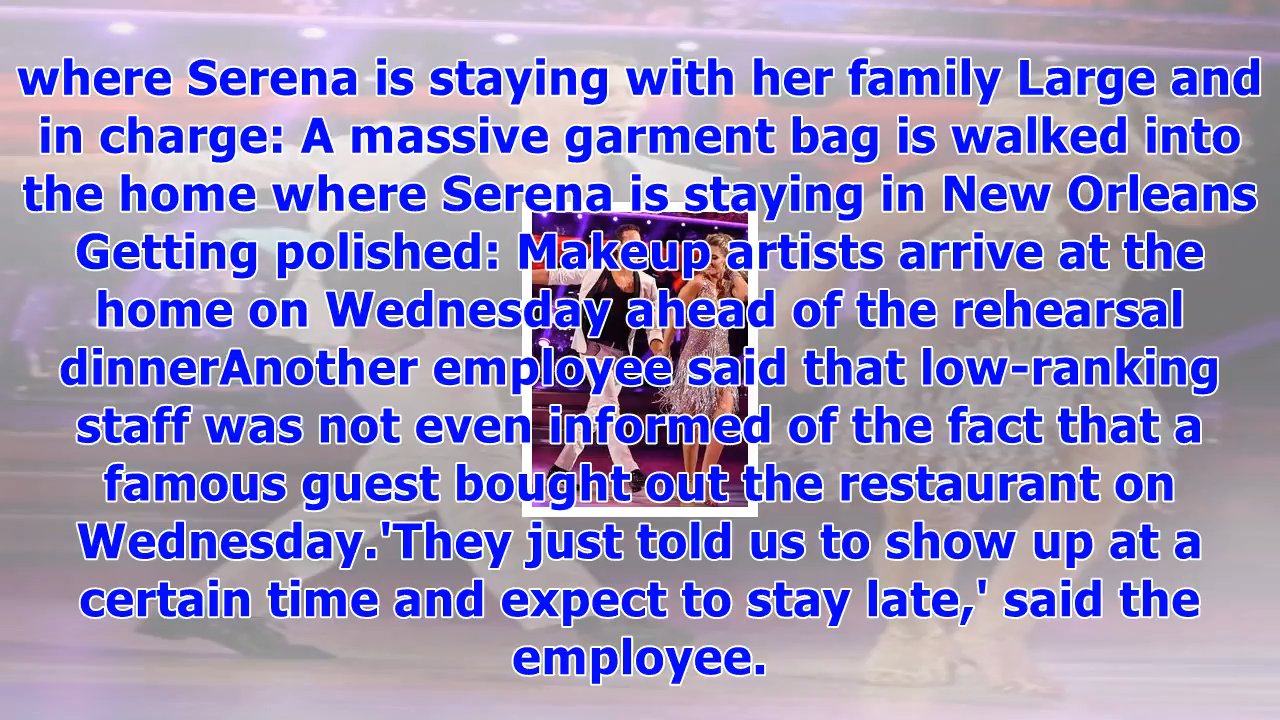 where Serena is staying with her family Large and
in charge: A massive garment bag is walked into
the home where Serena is staying in New Orleans
Getting polished: Makeup artists arrive at the
home on Wednesday ahead of the rehearsal
dinnerAnother employee said that low-ranking
staff was not even informed of the fact that a
famous guest bought out the restaurant on
Wednesday.'They just told us to show up at a
certain time and expect to stay late,' said the
employee.